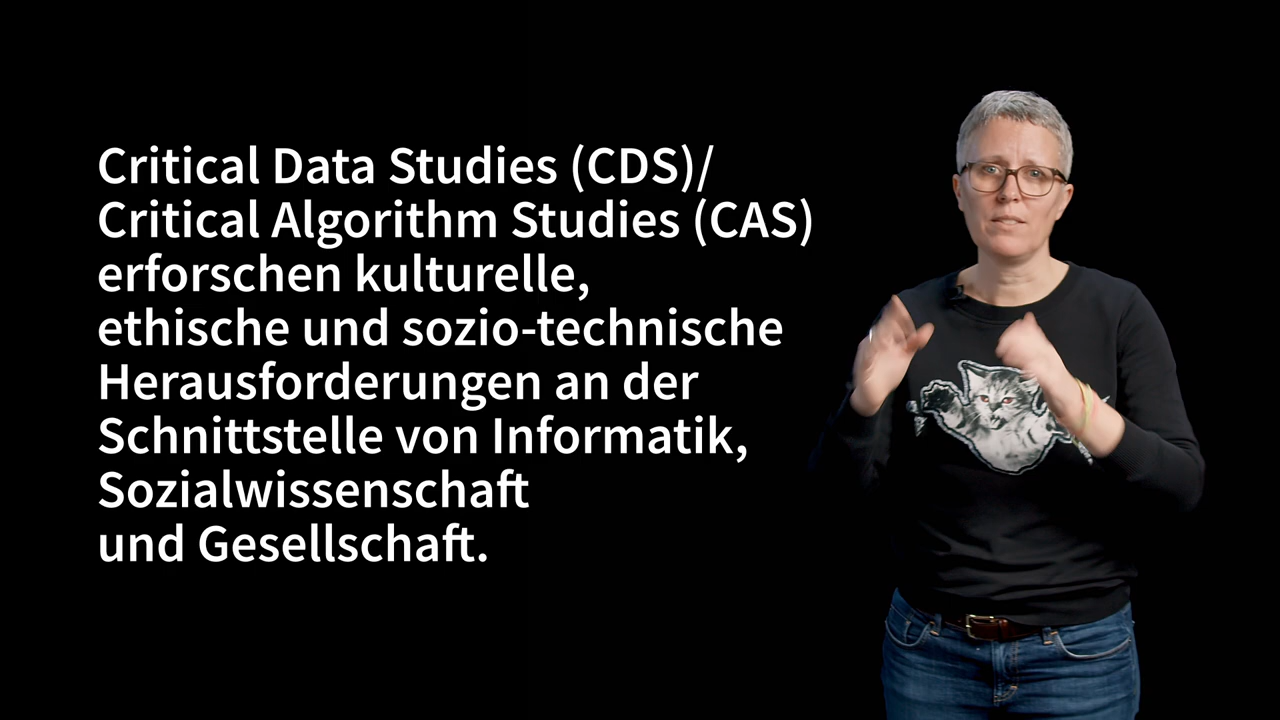 Critical Data Studies (CDS)/
Critical Algorithm Studies (CAS)
erforschen kulturelle,
ethische und sozio-technische
Herausforderungen an der
Schnittstelle von Informatik,
Sozialwissenschaft
und Gesellschaft.